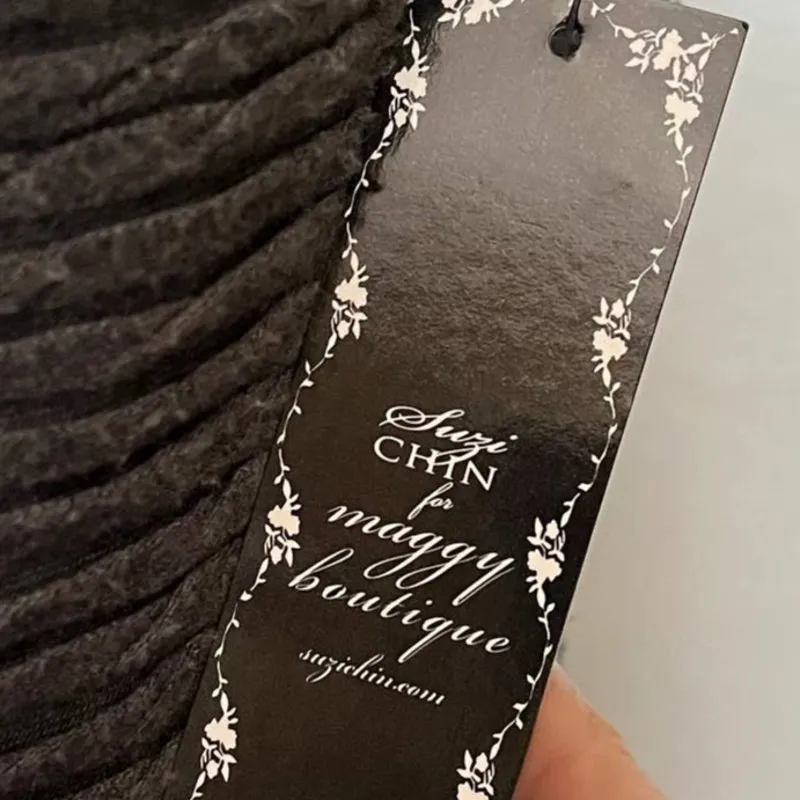 Suzi
CHIN
for
maggy
boutique
suzichin.com